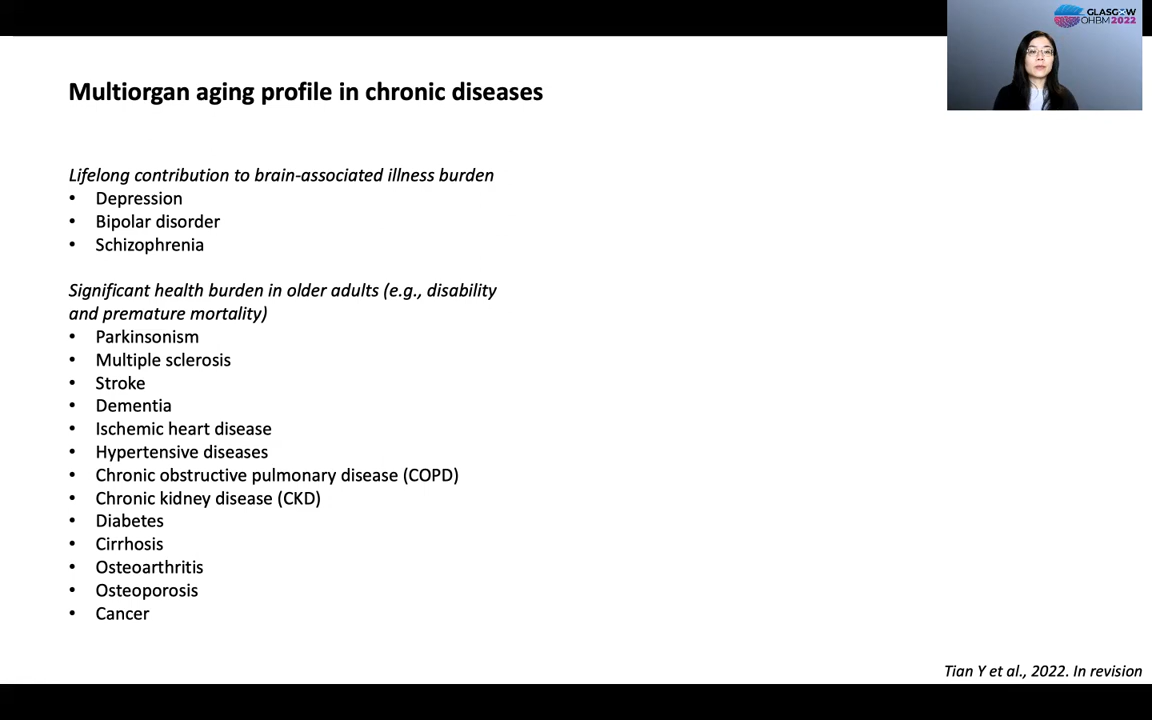 GLASGOW
OHBM2022
Multiorgan aging profile in chronic diseases
Lifelong contribution to brain-associated illness burden
• Depression
• Bipolar disorder
• Schizophrenia
Significant health burden in older adults (e.g., disability
and premature mortality)
• Parkinsonism
• Multiple sclerosis
• Stroke
• Dementia
• Ischemic heart disease
• Hypertensive diseases
• Chronic obstructive pulmonary disease (COPD)
• Chronic kidney disease (CKD)
• Diabetes
• Cirrhosis
• Osteoarthritis
• Osteoporosis
• Cancer
Tian Y et al., 2022. In revision